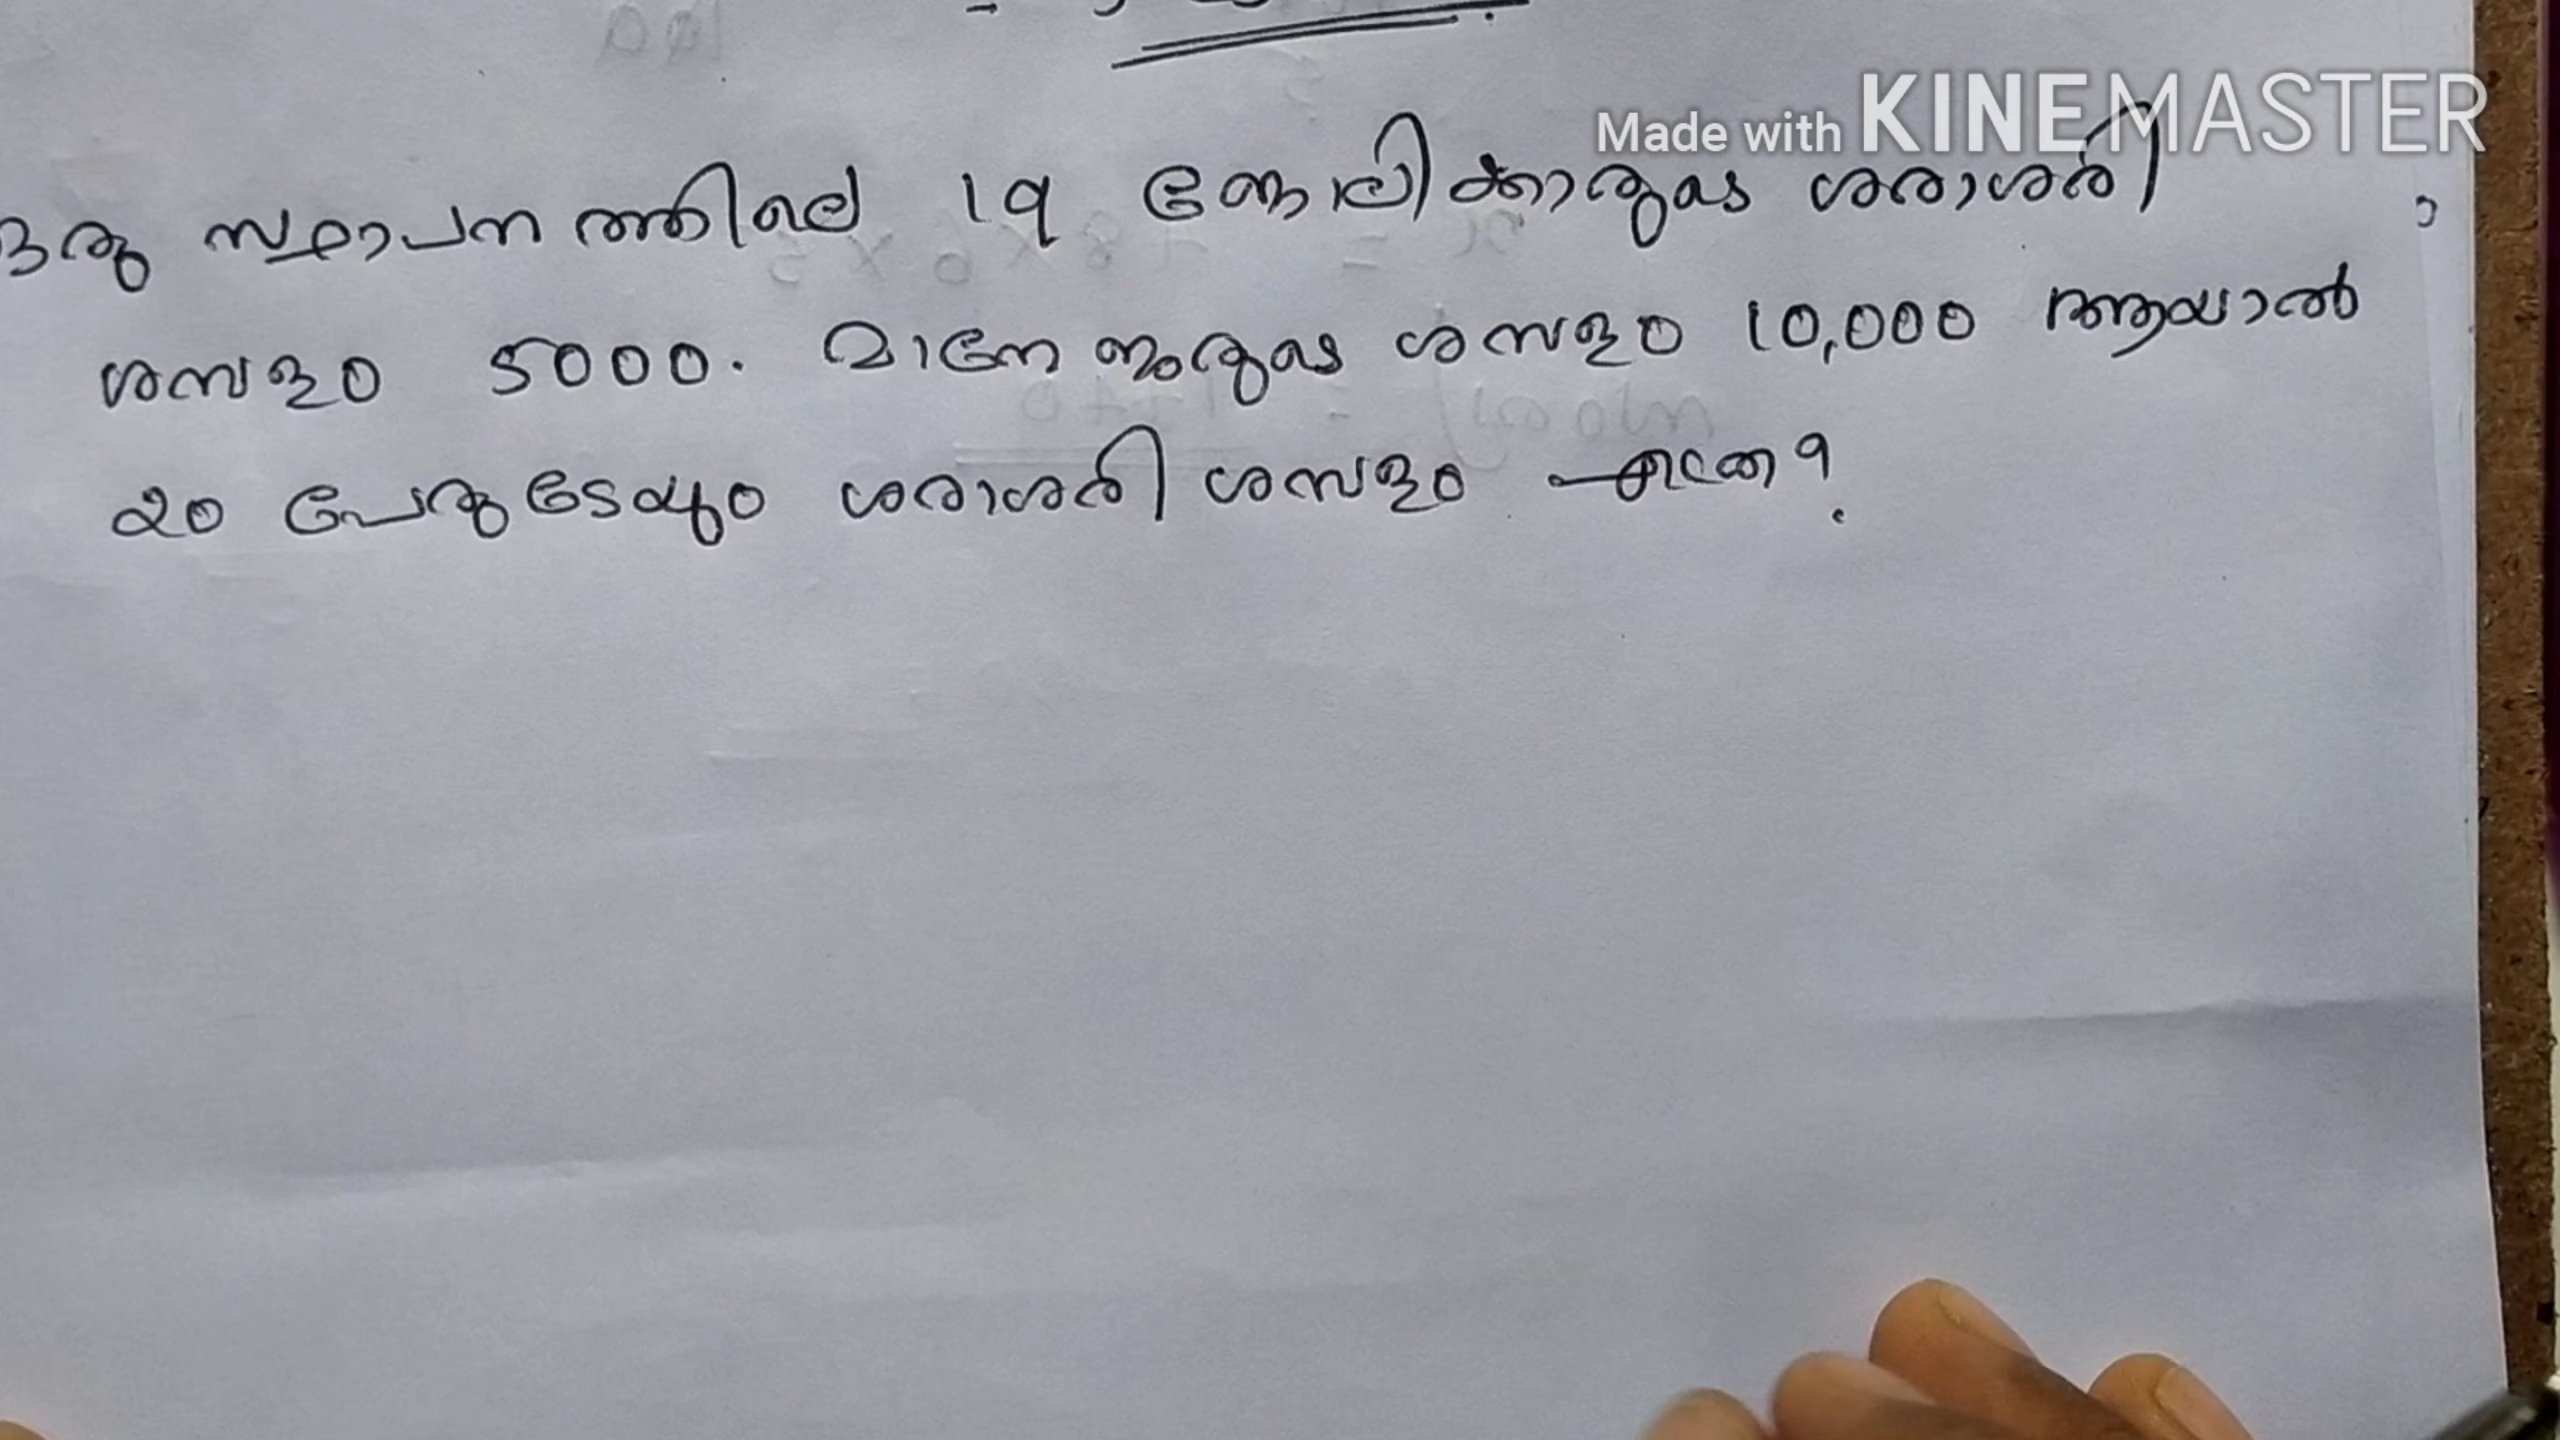 Made with KINEMASTER
ഒരു സ്ഥാപനത്തിലെ 19 ജോലിക്കാരുടെ ശരാശരി
ശമ്പളം 5000. മാനേജരുടെ ശമ്പളം 10,000 ആയാൽ
20 പേരുടേയും ശരാശരി ശമ്പളം എത്ര?